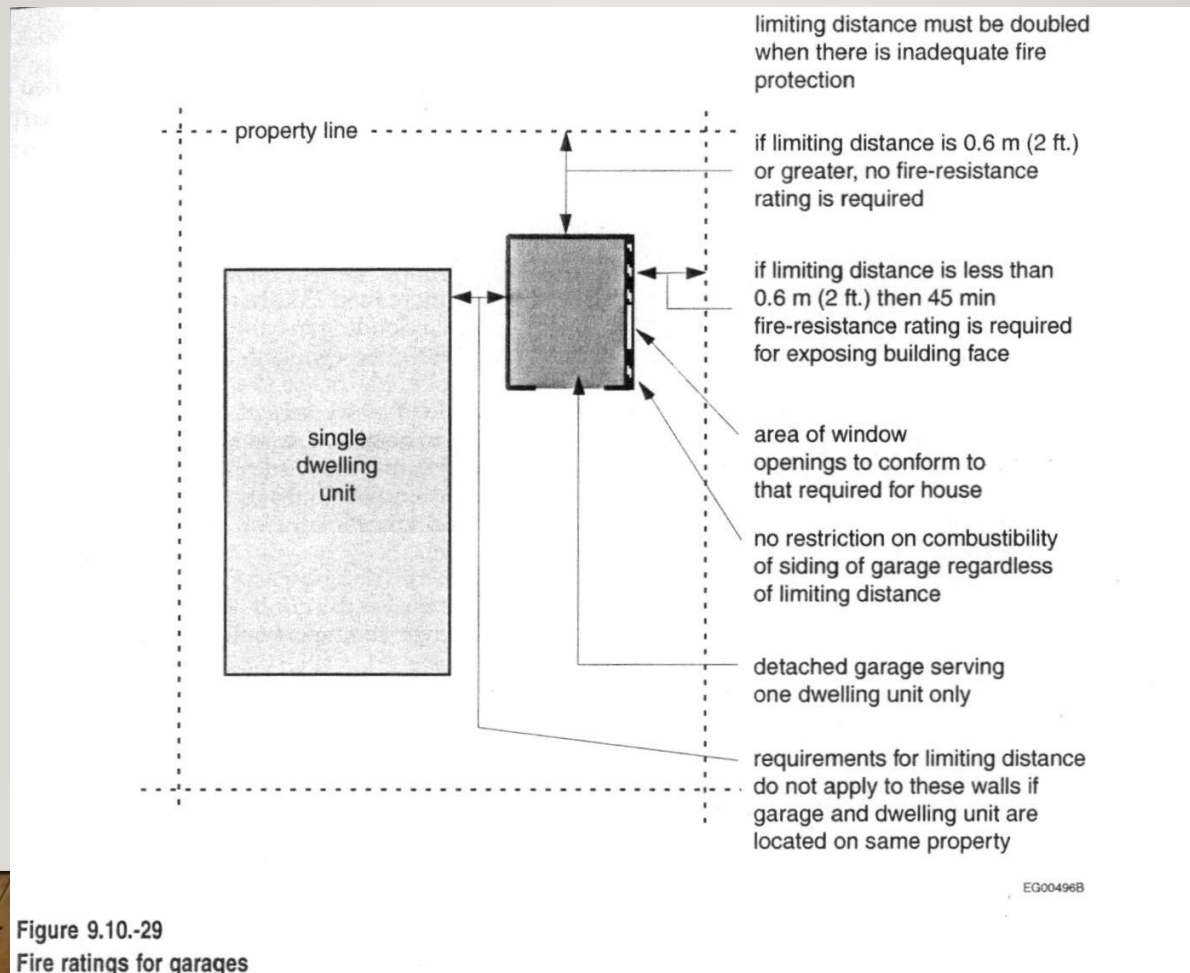 limiting distance must be doubled
when there is inadequate fire
protection
property line
if limiting distance is 0.6 m (2 ft.)
or greater, no fire-resistance
rating is required
if limiting distance is less than
0.6 m (2 ft.) then 45 min
fire-resistance rating is required
for exposing building face
area of window
openings to conform to
that required for house
single
dwelling
unit
no restriction on combustibility
of siding of garage regardless
of limiting distance
detached garage serving
one dwelling unit only
requirements for limiting distance
do not apply to these walls if
garage and dwelling unit are
located on same property
EG00496B
Figure 9.10.-29
Fire ratings for garages